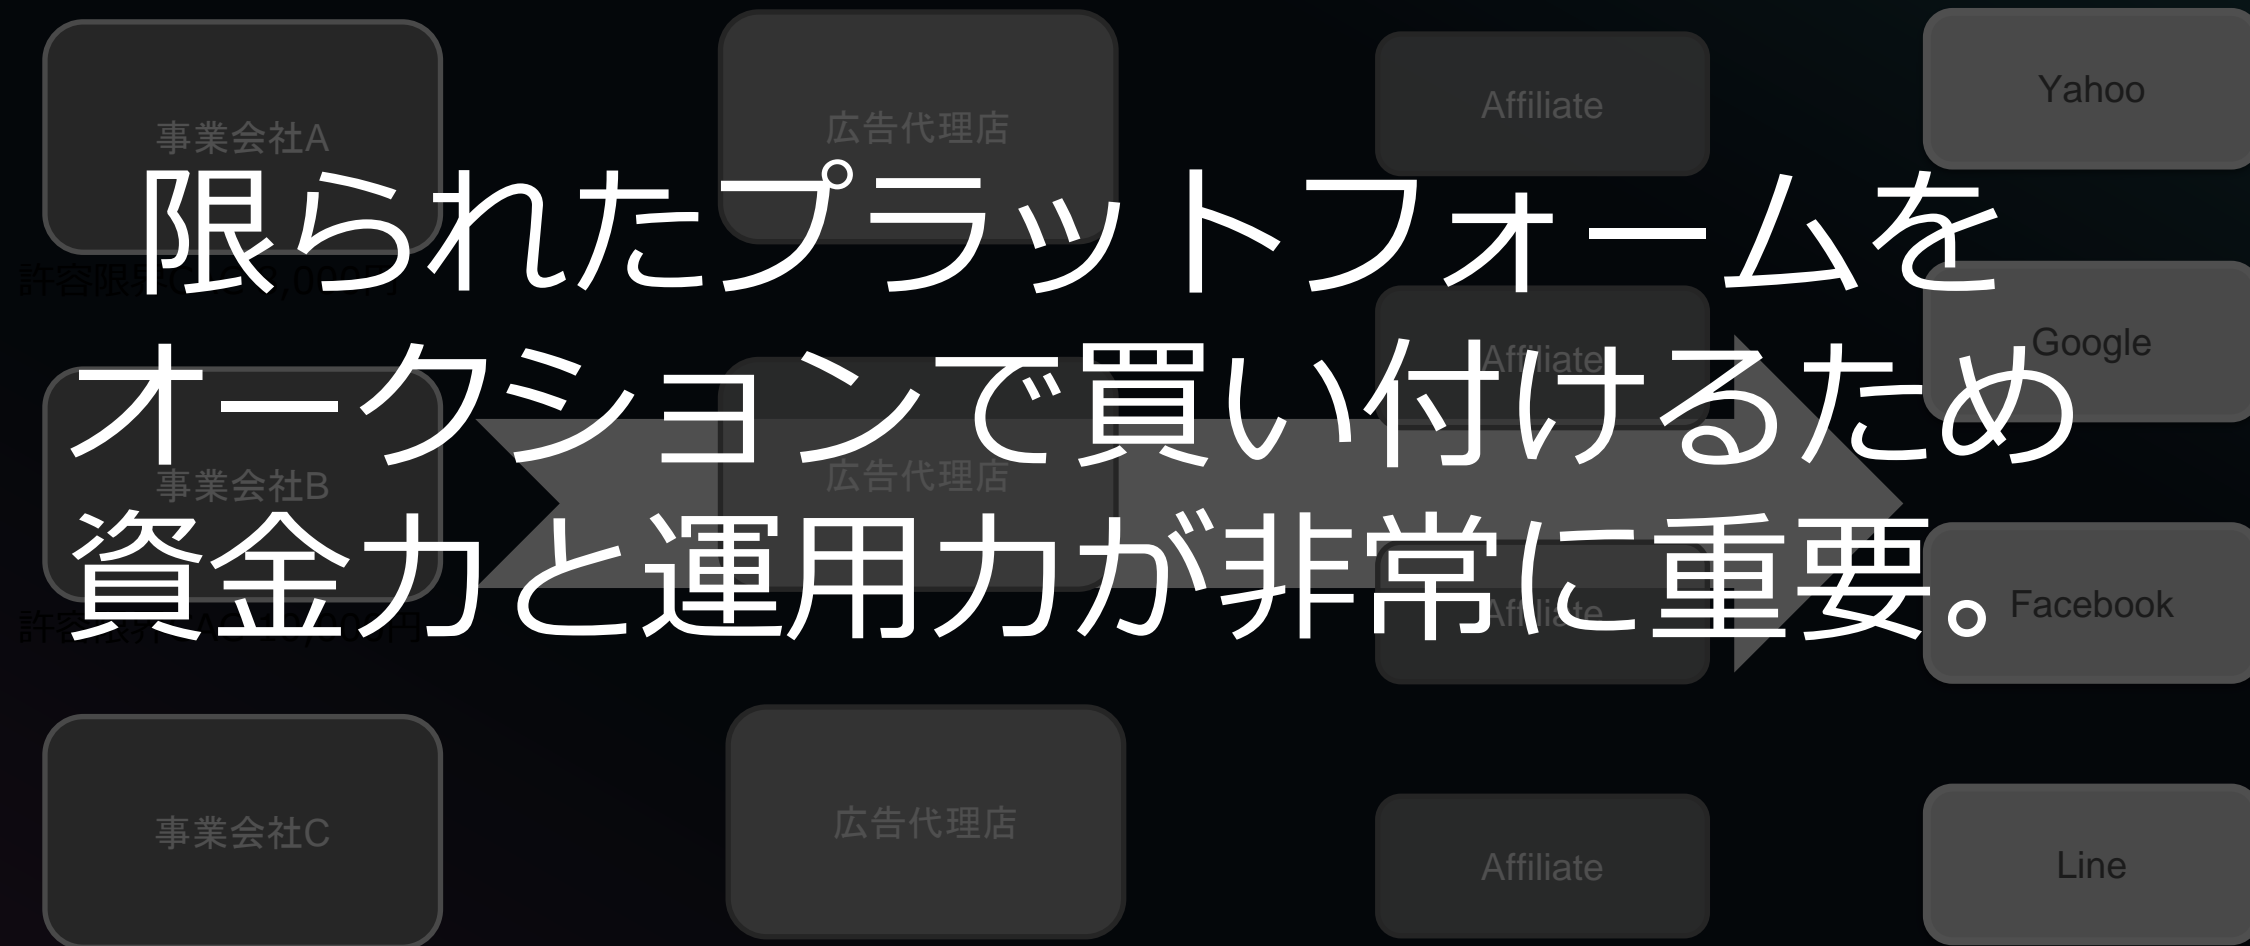 事業会社A
広告代理店
Affiliate
Yahoo
限られたプラットフォームを
オークションで買い付けるため
資金力と運用力が非常に重要。
Affiliate
Google
事業会社B
広告代理店
Affiliate
Facebook
事業会社C
広告代理店
Affiliate
Line